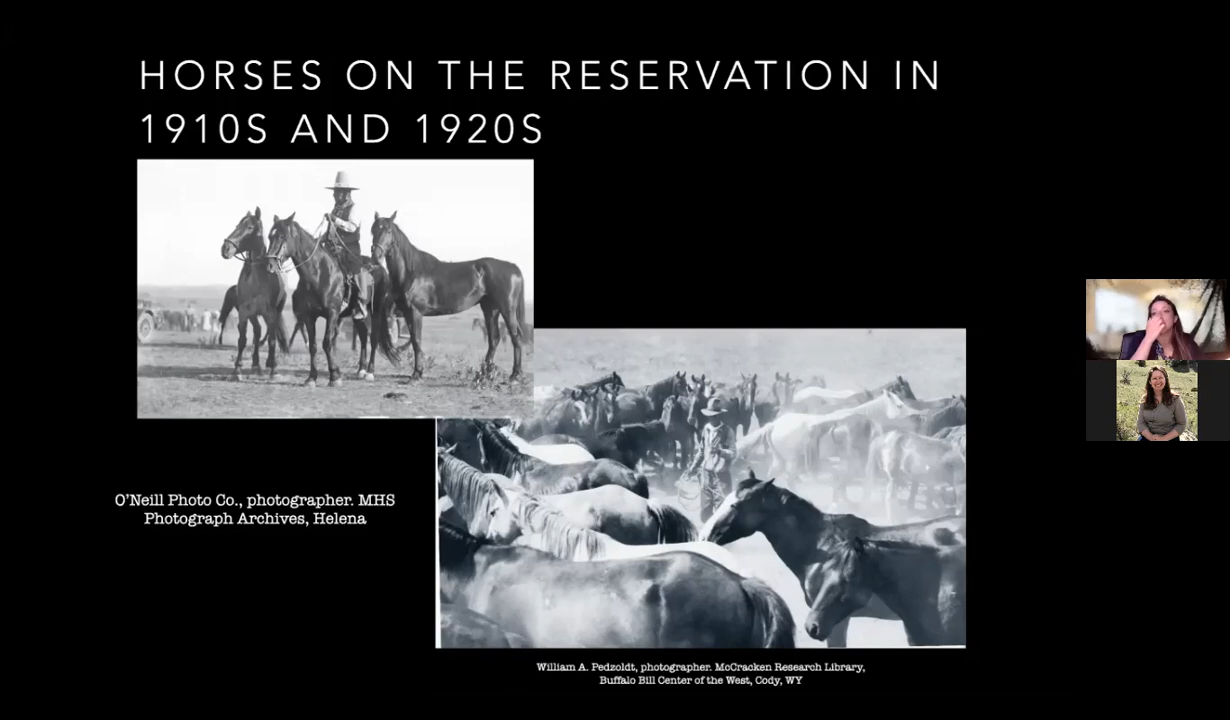 HORSES ON THE RESERVATION IN
1910S AND 1920S
O'Neill Photo Co., photographer. MHS
Photograph Archives, Helena
William A. Pedzoldt, photographer. McCracken Research Library,
Buffalo Bill Center of the West, Cody, WY